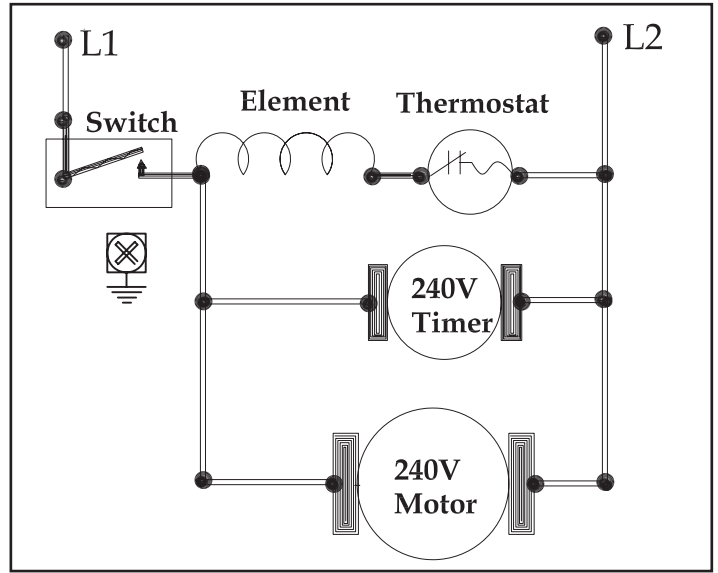 L1
L2
Element
Thermostat
Switch
240V
Timer
240V
Motor